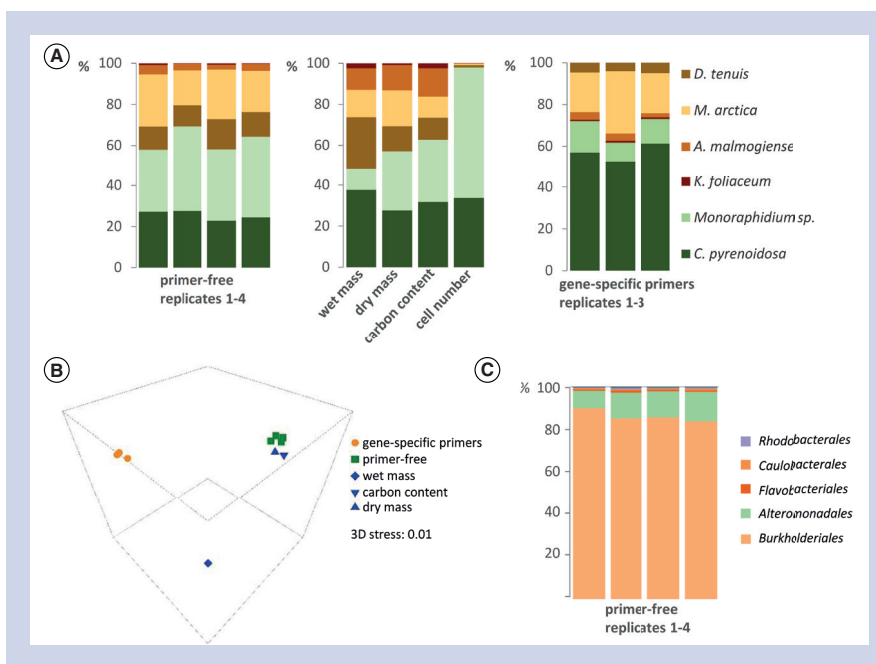 A
%
100
80
60
40
20
0
primer-free
replicates 1-4
%
100
80
60
40
20
0
wet mass
dry mass
carbon content
cell number
%
100
80
60
40
20
0
gene-specific primers
replicates 1-3
D. tenuis
M. arctica
A. malmogiense
K. foliaceum
Monoraphidium sp.
C. pyrenoidosa
B
gene-specific primers
primer-free
wet mass
carbon content
dry mass
3D stress: 0.01
C
%
100
80
60
40
20
primer-free
replicates 1-4
Rhodobacterales
Caulobacterales
Flavobacteriales
Alteromonadales
Burkholderiales